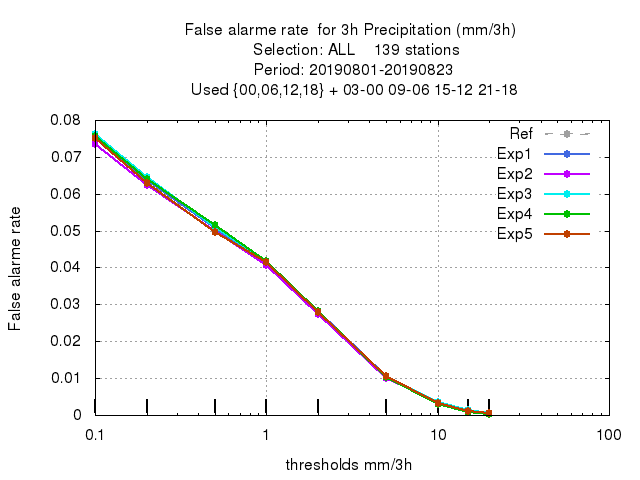 False alarme rate  for 3h Precipitation (mm/3h)
Selection: ALL    139 stations
Period: 20190801-20190823
Used {00,06,12,18} + 03-00 09-06 15-12 21-18
0.08
0.07
0.06
0.05
0.04
0.03
0.02
0.01
0
False alarme rate
Ref
Exp1
Exp2
Exp3
Exp4
Exp5
0.1 1 10 100
thresholds mm/3h